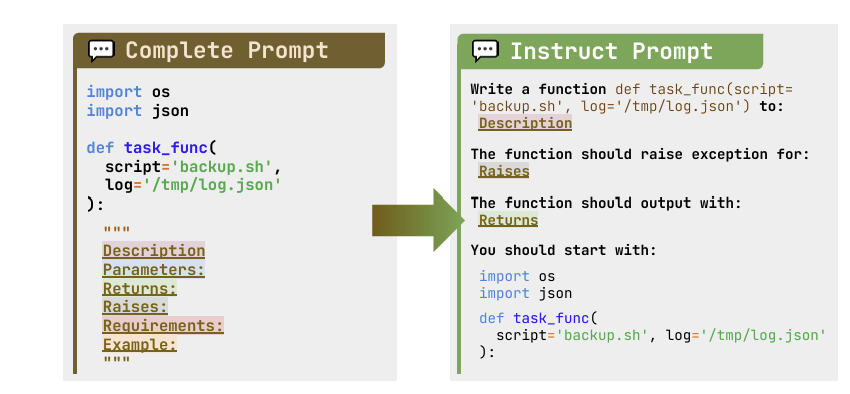 Complete Prompt
import os
import json
def task_func(
script='backup.sh',
log='/tmp/log.json'
):
"""
Description
Parameters:
Returns:
Raises:
Requirements:
Example:
"""
Instruct Prompt
Write a function def task_func(script=
'backup.sh', log='/tmp/log.json') to:
Description
The function should raise exception for:
Raises
The function should output with:
Returns
You should start with:
import os
import json
def task_func(
script='backup.sh', log='/tmp/log.json'
):